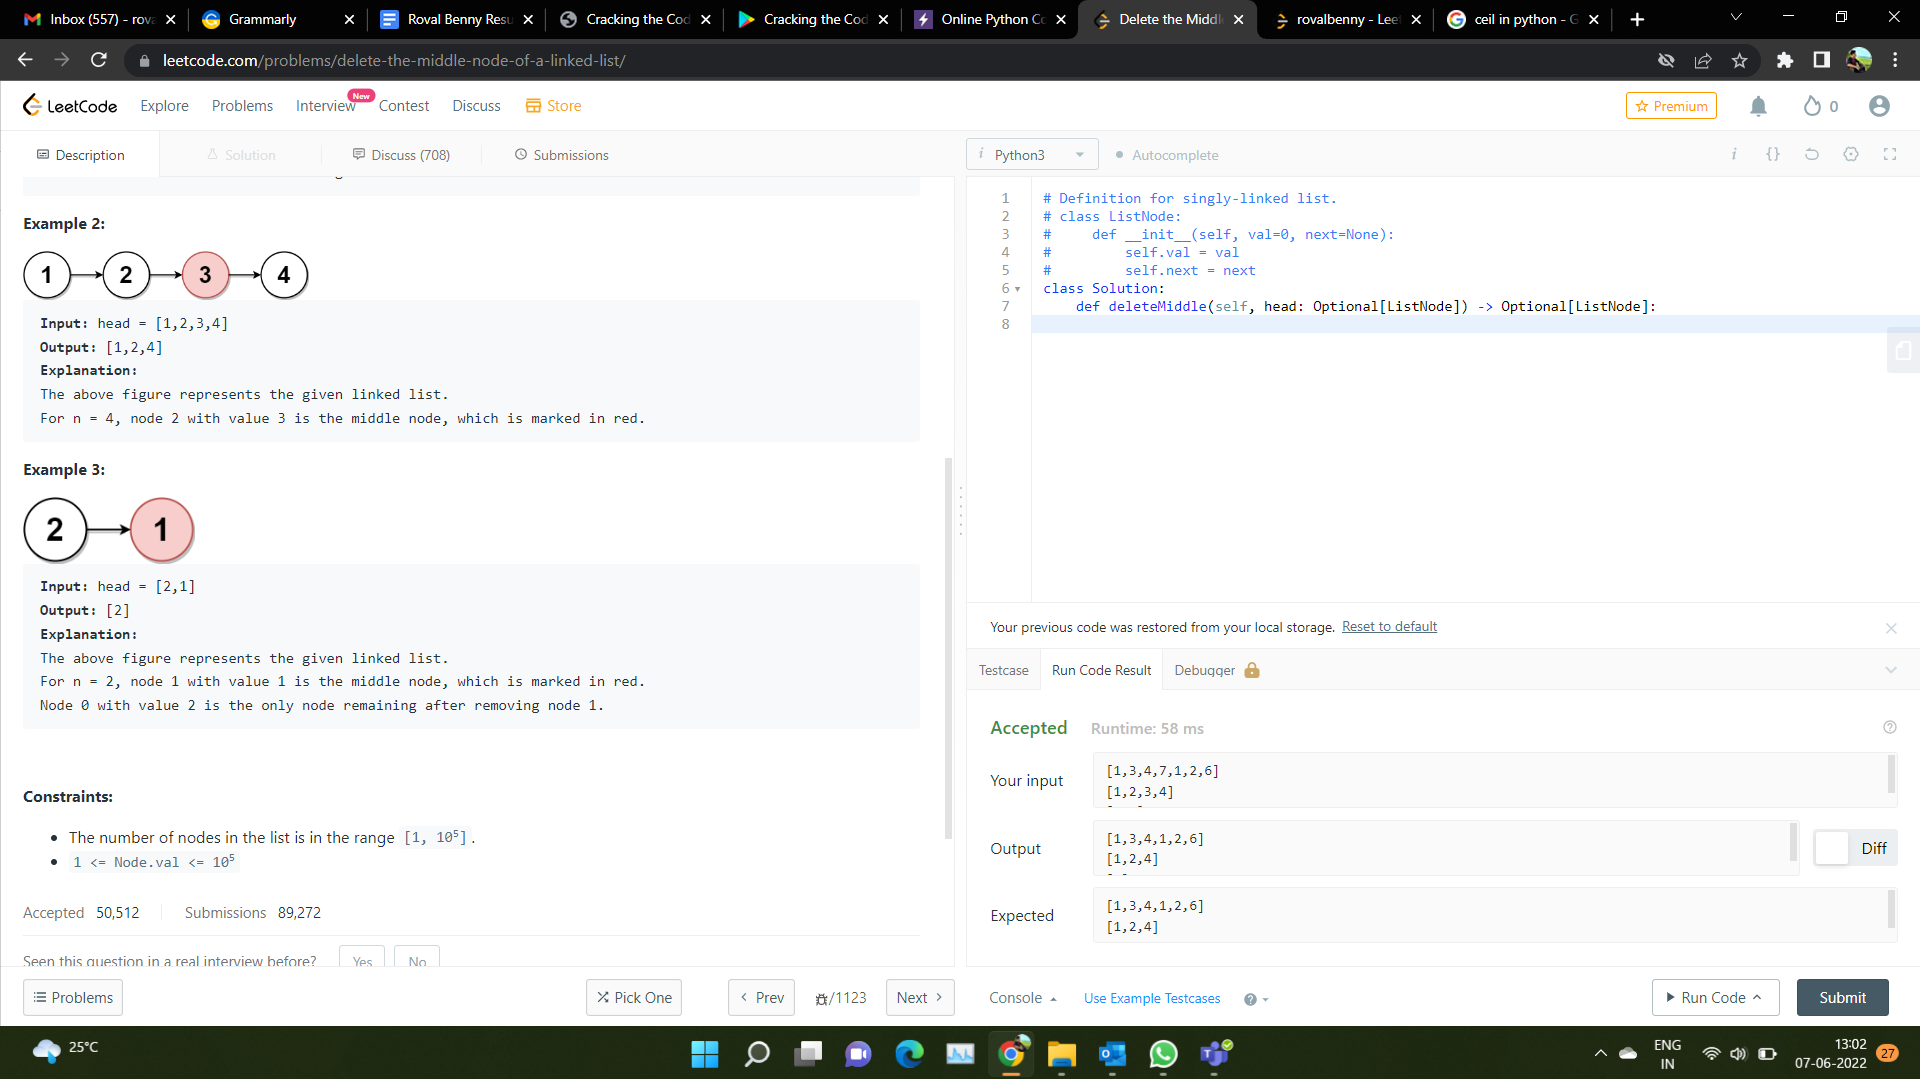 Inbox (557) - rova
Grammarly
Roval Benny Resu
Cracking the Cod
Cracking the Cod
Online Python Co
Delete the Middl
rovalbenny - Leet
ceil in python - G
leetcode.com/problems/delete-the-middle-node-of-a-linked-list/
LeetCode
Explore
Problems
Interview
New
Contest
Discuss
Store
Premium
0
Description
Solution
Discuss (708)
Submissions
i Python3
Autocomplete
Example 2:
1 2 3 4
Input: head = [1,2,3,4]
Output: [1,2,4]
Explanation:
The above figure represents the given linked list.
For n = 4, node 2 with value 3 is the middle node, which is marked in red.
Example 3:
2 1
Input: head = [2,1]
Output: [2]
Explanation:
The above figure represents the given linked list.
For n = 2, node 1 with value 1 is the middle node, which is marked in red.
Node 0 with value 2 is the only node remaining after removing node 1.
Constraints:
• The number of nodes in the list is in the range [1, 10⁵].
• 1 <= Node.val <= 10⁵
Accepted 50,512
Submissions 89,272
Seen this question in a real interview before?
Yes
No
Problems
Pick One
< Prev
/1123
Next >
1 # Definition for singly-linked list.
2 # class ListNode:
3 #     def __init__(self, val=0, next=None):
4 #         self.val = val
5 #         self.next = next
6 class Solution:
7     def deleteMiddle(self, head: Optional[ListNode]) -> Optional[ListNode]:
8
Your previous code was restored from your local storage. Reset to default
Testcase
Run Code Result
Debugger
Accepted
Runtime: 58 ms
Your input
[1,3,4,7,1,2,6]
[1,2,3,4]
Output
[1,3,4,1,2,6]
[1,2,4]
Diff
Expected
[1,3,4,1,2,6]
[1,2,4]
Console
Use Example Testcases
Run Code
Submit
25°C
ENG
IN
13:02
07-06-2022
27